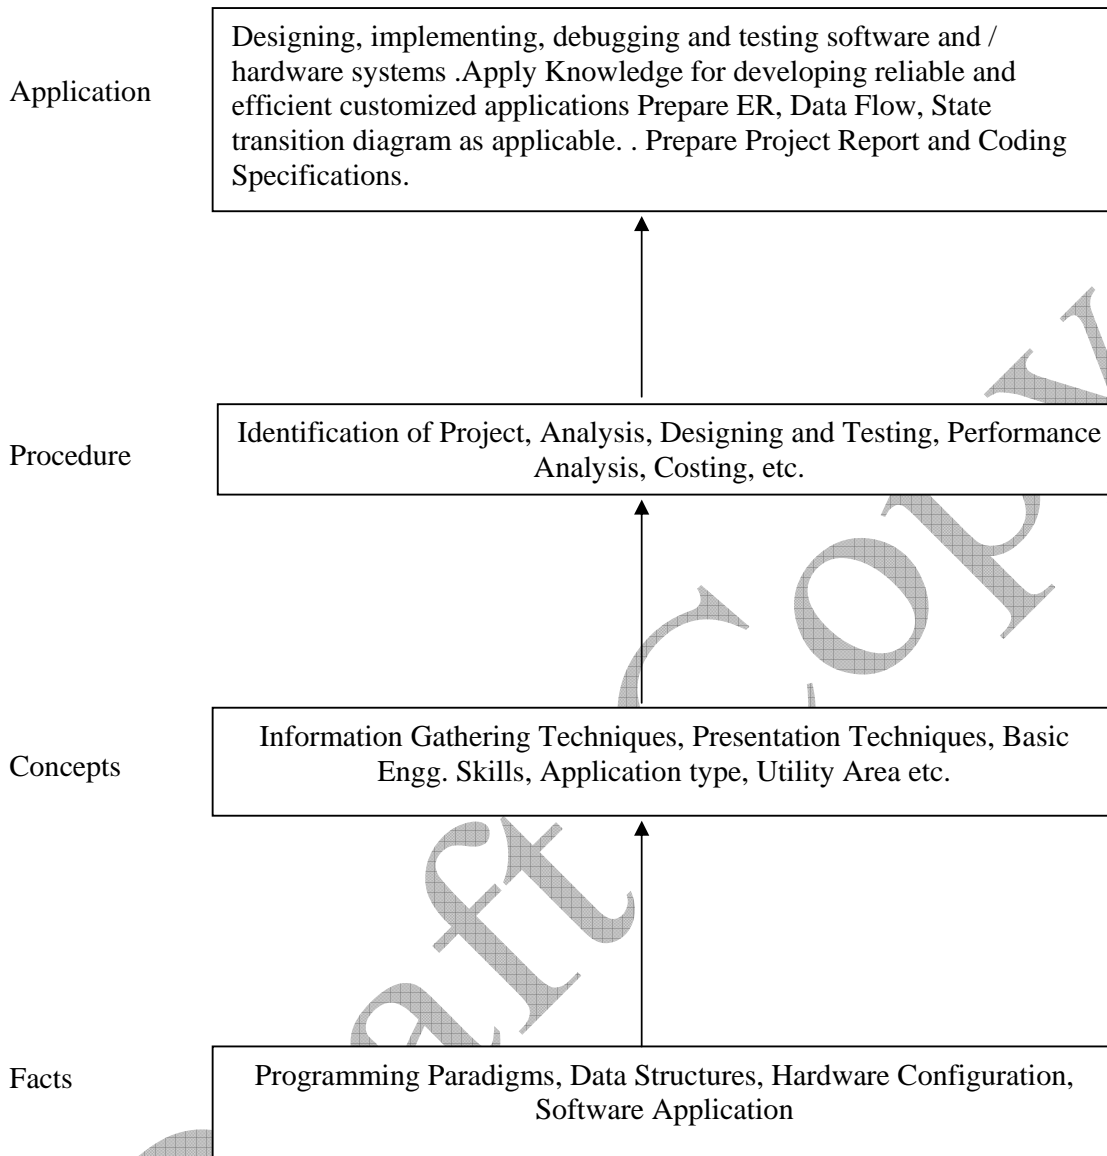 Application
Designing, implementing, debugging and testing software and /
hardware systems .Apply Knowledge for developing reliable and
efficient customized applications Prepare ER, Data Flow, State
transition diagram as applicable. . Prepare Project Report and Coding
Specifications.
Procedure
Identification of Project, Analysis, Designing and Testing, Performance
Analysis, Costing, etc.
Concepts
Information Gathering Techniques, Presentation Techniques, Basic
Engg. Skills, Application type, Utility Area etc.
Facts
Programming Paradigms, Data Structures, Hardware Configuration,
Software Application
aft Copy